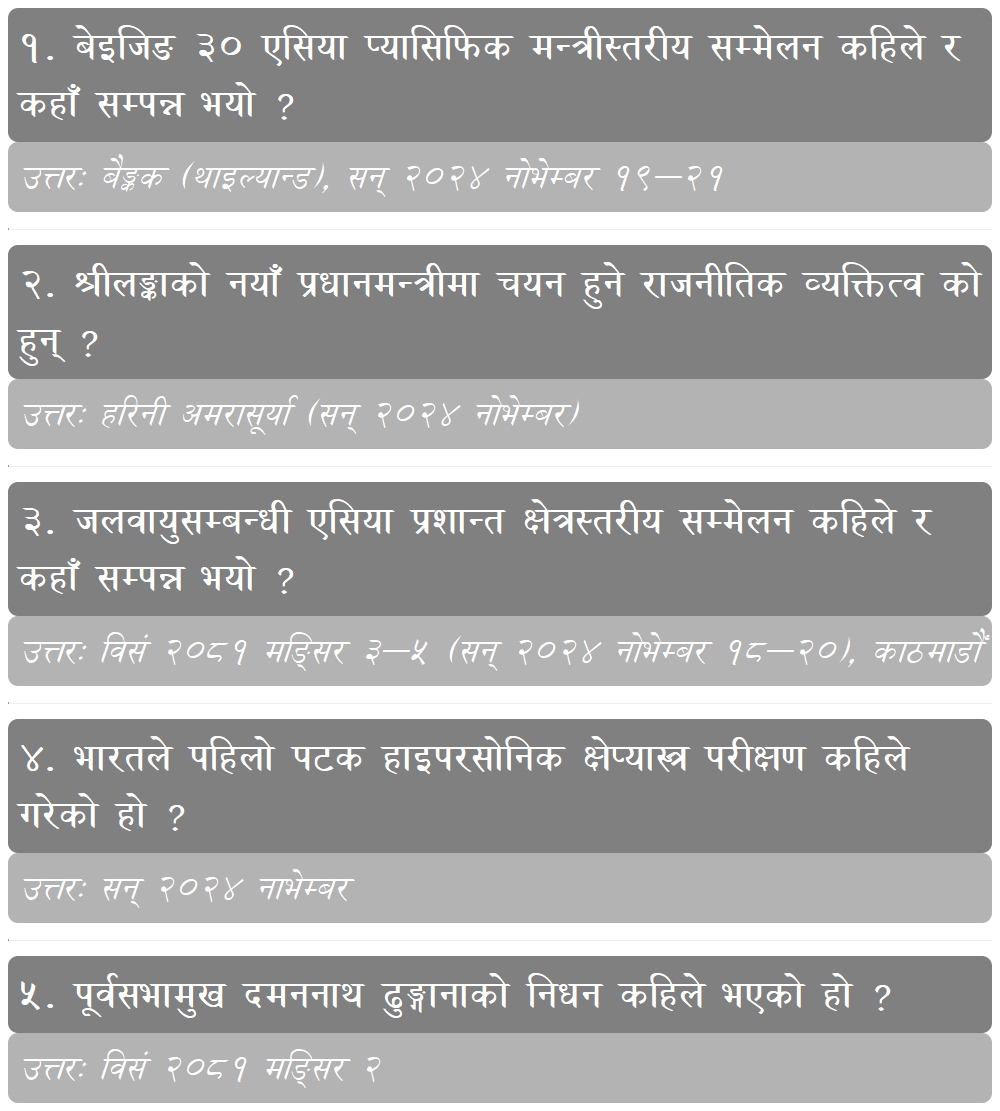 १. बेइजिङ ३० एसिया प्यासिफिक मन्त्रीस्तरीय सम्मेलन कहिले र
कहाँ सम्पन्न भयो ?
उत्तरः बैङ्कक (थाइल्यान्ड), सन् २०२४ नोभेम्बर १९—२१
२. श्रीलङ्काको नयाँ प्रधानमन्त्रीमा चयन हुने राजनीतिक व्यक्तित्व को
हुन् ?
उत्तरः हरिनी अमरासूर्या (सन् २०२४ नोभेम्बर)
३. जलवायुसम्बन्धी एसिया प्रशान्त क्षेत्रस्तरीय सम्मेलन कहिले र
कहाँ सम्पन्न भयो ?
उत्तरः विसं २०८१ मङ्सिर ३—५ (सन् २०२४ नोभेम्बर १८—२०), काठमाडौँ
४. भारतले पहिलो पटक हाइपरसोनिक क्षेप्यास्त्र परीक्षण कहिले
गरेको हो ?
उत्तरः सन् २०२४ नाभेम्बर
५. पूर्वसभामुख दमननाथ ढुङ्गानाको निधन कहिले भएको हो ?
उत्तरः विसं २०८१ मङ्सिर २